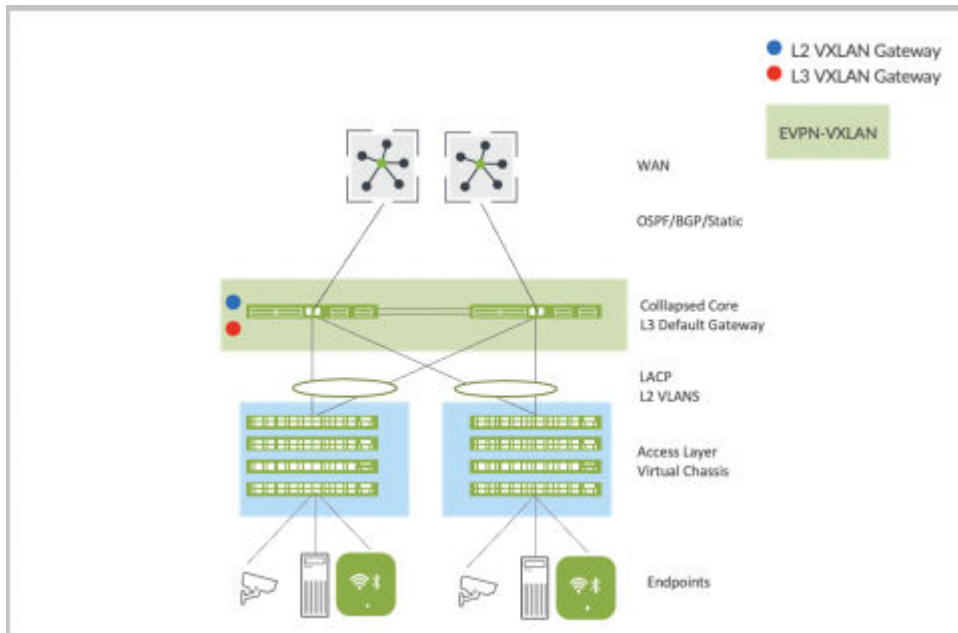 L2 VXLAN Gateway
L3 VXLAN Gateway
EVPN-VXLAN
WAN
OSPF/BGP/Static
Colllapsed Core
L3 Default Gateway
LACP
L2 VLANS
Access Layer
Virtual Chassis
Endpoints